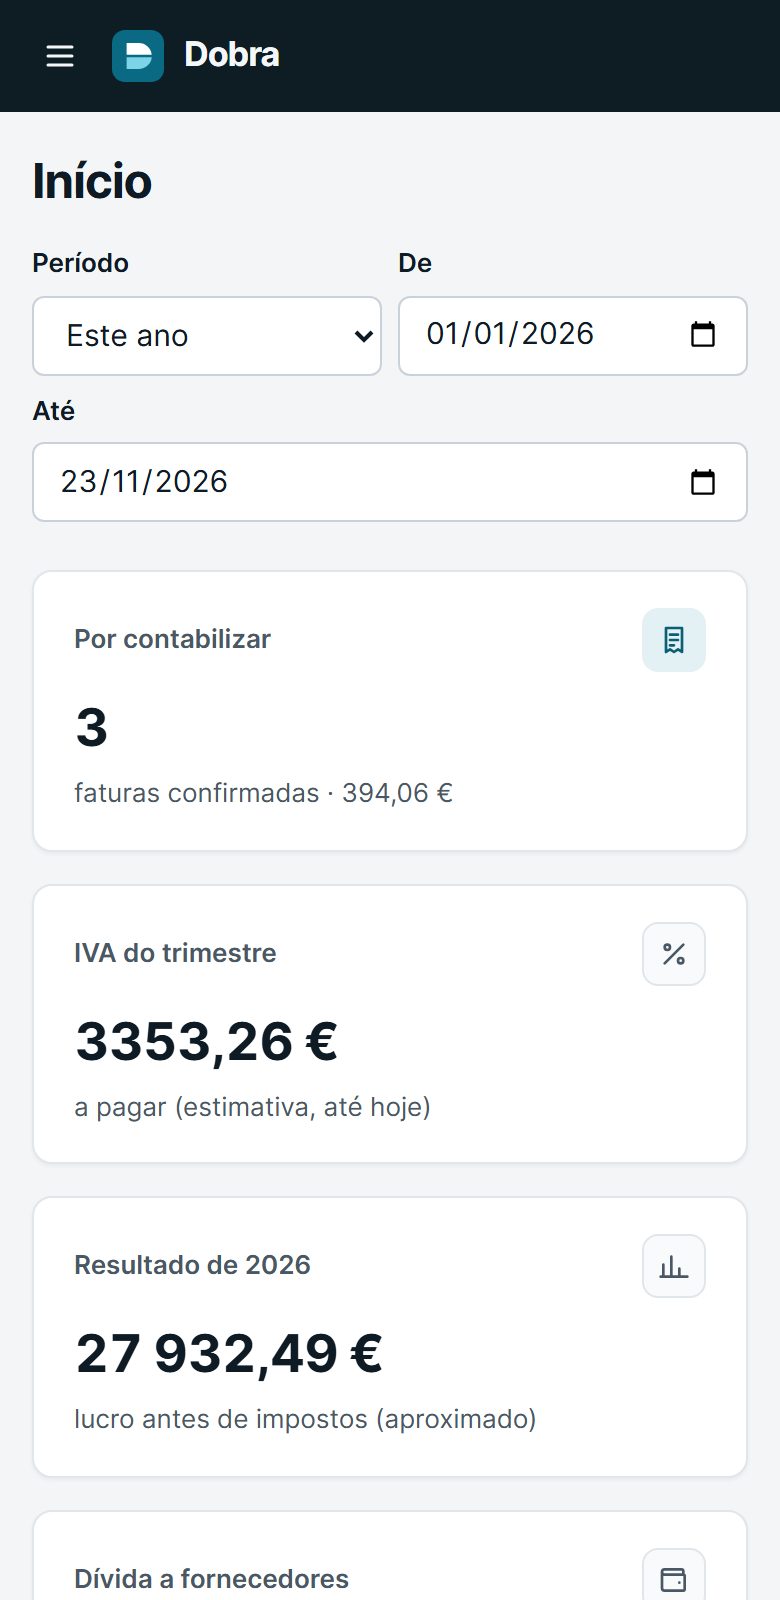 Dobra
Início
Período
De
Este ano
01/01/2026
Até
23/11/2026
Por contabilizar
3
faturas confirmadas · 394,06 €
IVA do trimestre
3353,26 €
a pagar (estimativa, até hoje)
Resultado de 2026
27 932,49 €
lucro antes de impostos (aproximado)
Dívida a fornecedores